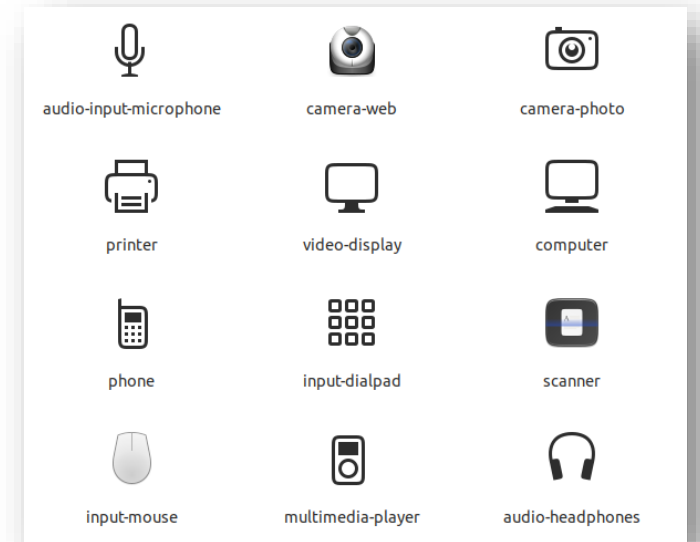 audio-input-microphone
camera-web
camera-photo
printer
video-display
computer
phone
input-dialpad
scanner
input-mouse
multimedia-player
audio-headphones